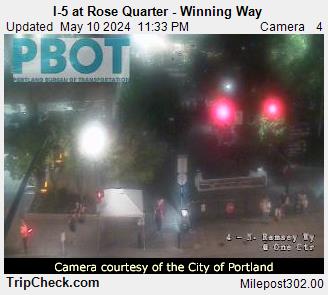 I-5 at Rose Quarter - Winning Way
Updated May 10 2024 11:33 PM Camera 4
PBOT
PORTLAND BUREAU OF TRANSPORTATION
4 - N. Ramsey Wy
@ One Ctr
Camera courtesy of the City of Portland
TripCheck.com Milepost302.00